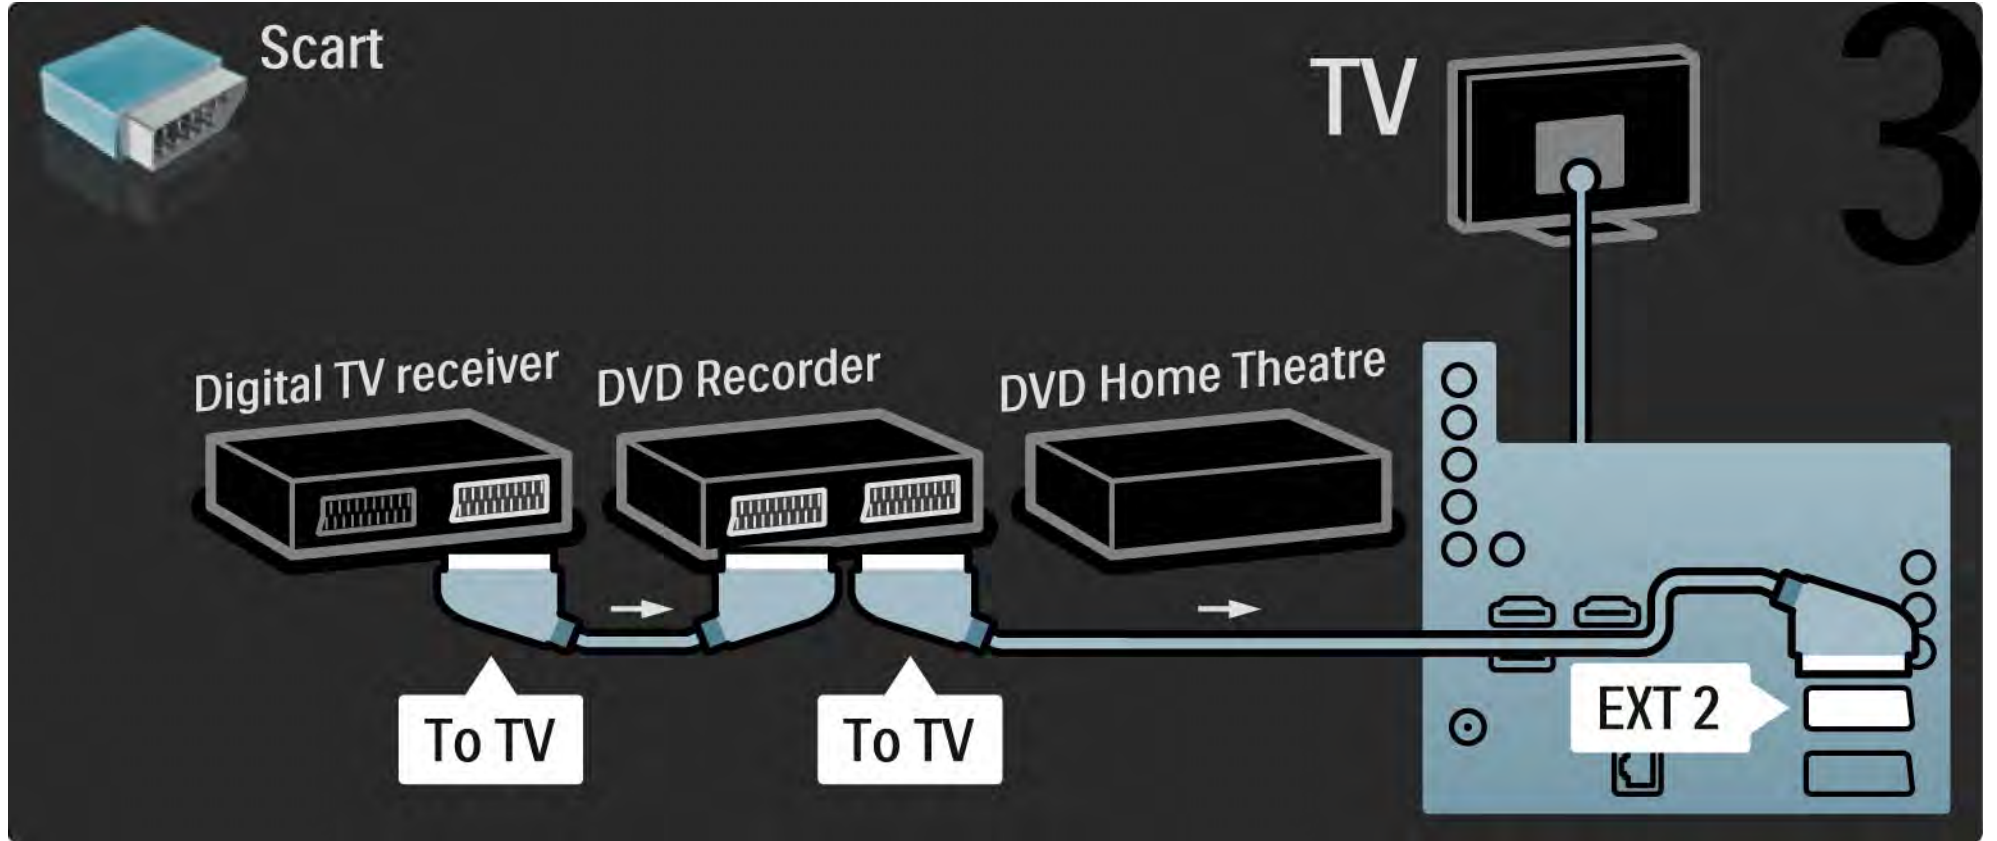 Scart
TV
3
Digital TV receiver
DVD Recorder
DVD Home Theatre
To TV
To TV
EXT 2